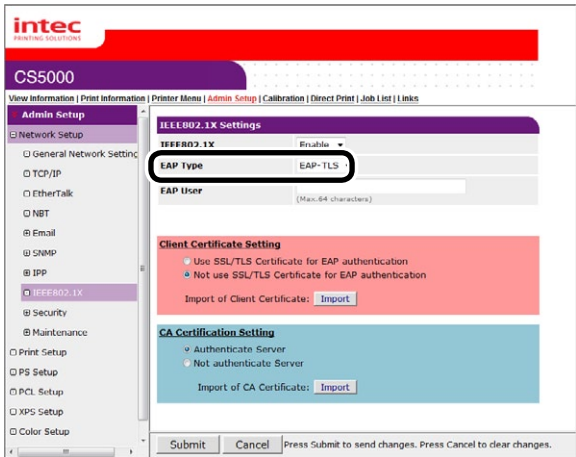 intec
PRINTING SOLUTIONS
CS5000
View Information | Print Information | Printer Menu | Admin Setup | Calibration | Direct Print | Job List | Links
Admin Setup
Network Setup
General Network Setting
TCP/IP
EtherTalk
NBT
Email
SNMP
IPP
IEEE802.1X
Security
Maintenance
Print Setup
PS Setup
PCL Setup
XPS Setup
Color Setup
IEEE802.1X Settings
IEEE802.1X Enable
EAP Type EAP-TLS
EAP User
(Max.64 characters)
Client Certificate Setting
Use SSL/TLS Certificate for EAP authentication
Not use SSL/TLS Certificate for EAP authentication
Import of Client Certificate: Import
CA Certification Setting
Authenticate Server
Not authenticate Server
Import of CA Certificate: Import
Submit Cancel Press Submit to send changes. Press Cancel to clear changes.